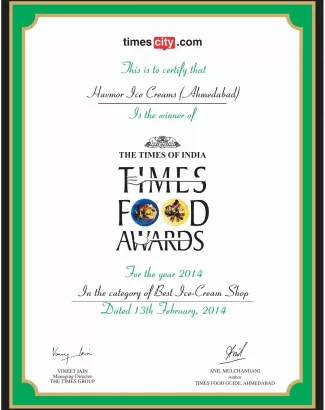 timescity.com
This is to certify that
Havmor Ice Creams (Ahmedabad)
Is the winner of
THE TIMES OF INDIA
TIMES
FOOD
AWARDS
For the year 2014
In the category of Best Ice-Cream Shop
Dated 13th February, 2014
VINEET JAIN
Managing Director
THE TIMES GROUP
ANIL MULCHANDANI
Author
TIMES FOOD GUIDE, AHMEDABAD